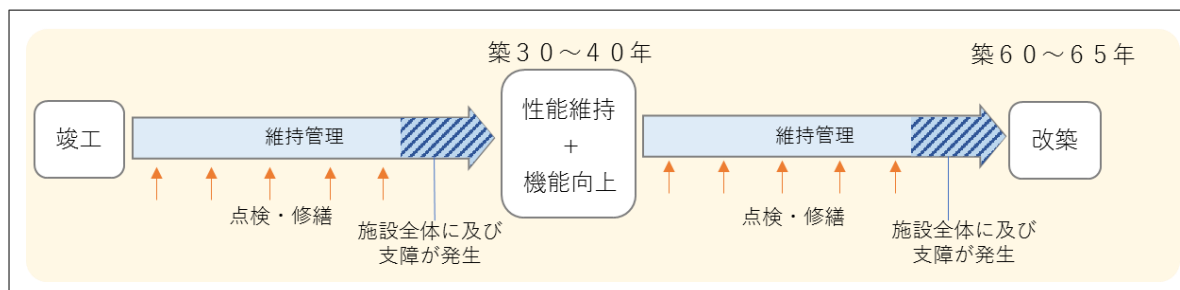 築３０～４０年
築６０～６５年
竣工
維持管理
性能維持
+
機能向上
維持管理
改築
点検・修繕
施設全体に及び
支障が発生
点検・修繕
施設全体に及び
支障が発生